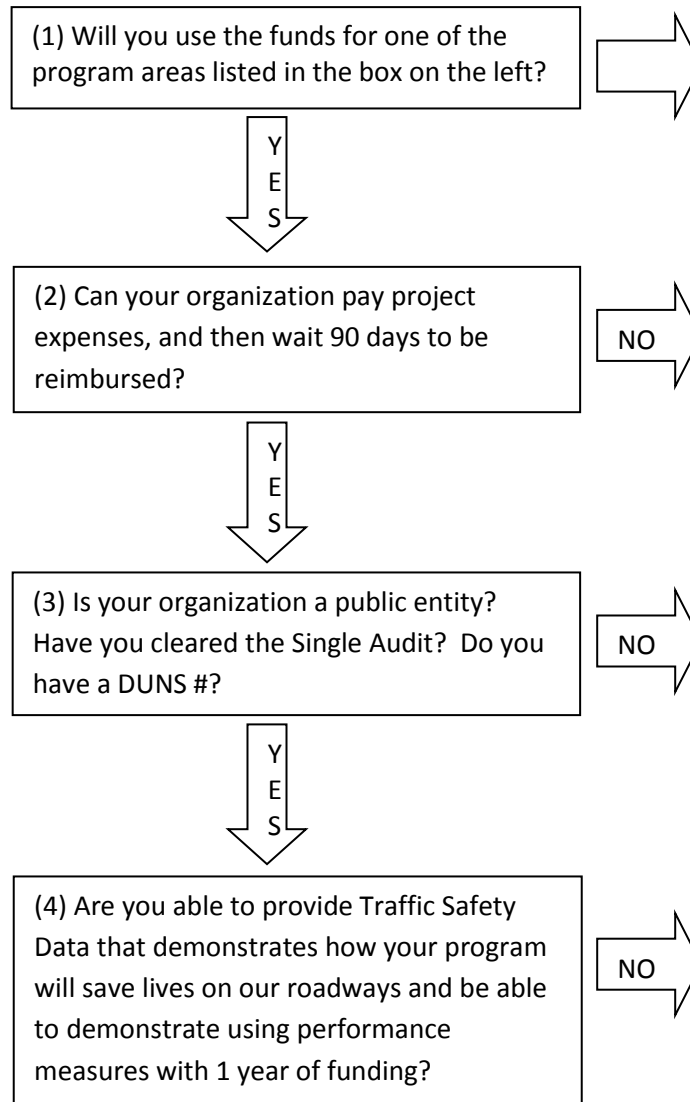 (1) Will you use the funds for one of the
program areas listed in the box on the left?
Y
E
S
(2) Can your organization pay project
expenses, and then wait 90 days to be
reimbursed?
NO
Y
E
S
(3) Is your organization a public entity?
Have you cleared the Single Audit?  Do you
have a DUNS #?
NO
Y
E
S
(4) Are you able to provide Traffic Safety
Data that demonstrates how your program
will save lives on our roadways and be able
to demonstrate using performance
measures with 1 year of funding?
NO